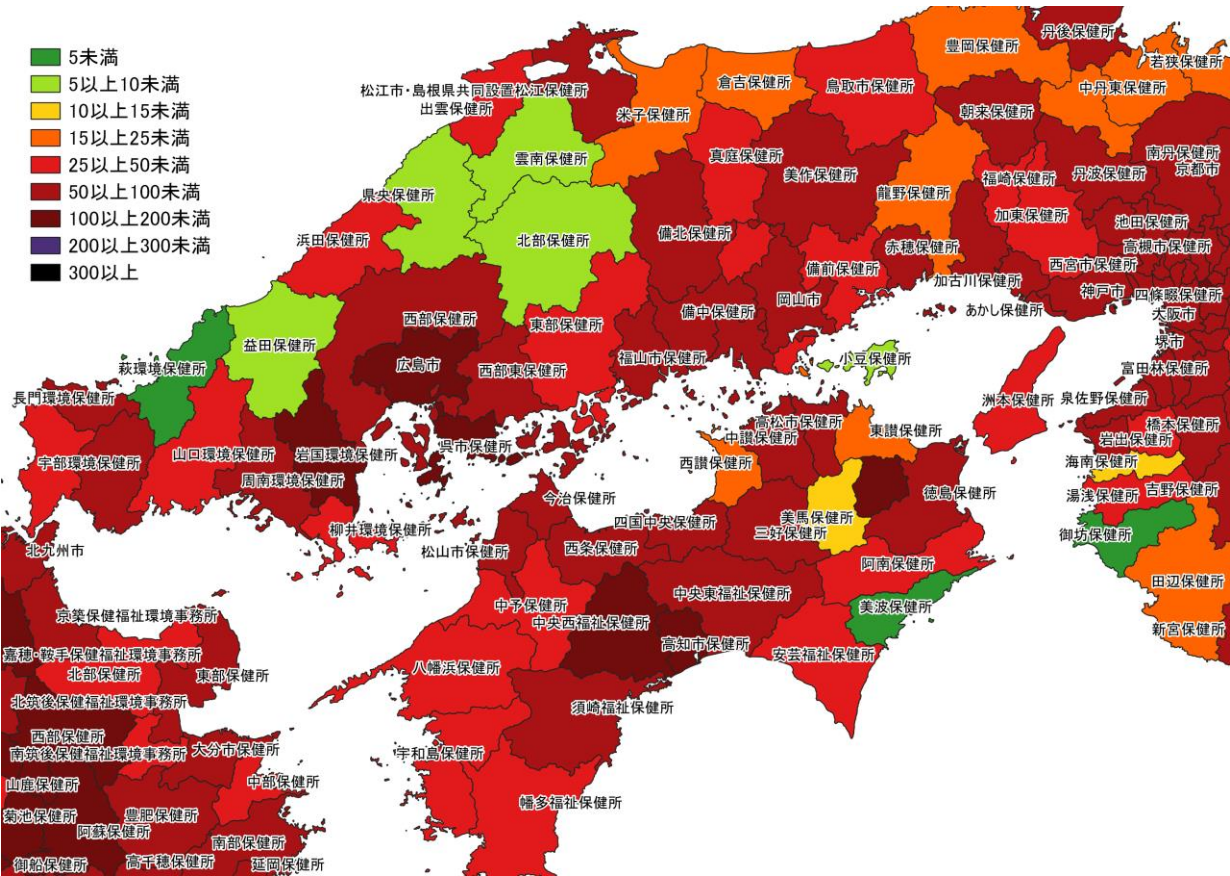 5未満
5以上10未満
10以上15未満
15以上25未満
25以上50未満
50以上100未満
100以上200未満
200以上300未満
300以上
丹後保健所
豊岡保健所
若狭保健所
松江市・島根県共同設置松江保健所
倉吉保健所
鳥取市保健所
中丹東保健所
出雲保健所
米子保健所
朝来保健所
雲南保健所
真庭保健所
南丹保健所
美作保健所
福崎保健所
丹波保健所
京都市
県央保健所
龍野保健所
加東保健所
池田保健所
浜田保健所
北部保健所
備北保健所
赤穂保健所
高槻市保健所
備前保健所
西宮市保健所
加古川保健所
神戸市
四條畷保健所
岡山市
あかし保健所
大阪市
西部保健所
東部保健所
備中保健所
堺市
益田保健所
広島市
福山市保健所
小豆保健所
萩環境保健所
西部東保健所
富田林保健所
長門環境保健所
洲本保健所
泉佐野保健所
高松市保健所
東讃保健所
橋本保健所
中讃保健所
岩出保健所
呉市保健所
宇部環境保健所
山口環境保健所
岩国環境保健所
西讃保健所
海南保健所
周南環境保健所
徳島保健所
湯浅保健所
吉野保健所
今治保健所
美馬保健所
四国中央保健所
三好保健所
柳井環境保健所
御坊保健所
北九州市
松山市保健所
西条保健所
阿南保健所
田辺保健所
中央東福祉保健所
中予保健所
美波保健所
京築保健福祉環境事務所
中央西福祉保健所
新宮保健所
高知市保健所
嘉穂・鞍手保健福祉環境事務所
安芸福祉保健所
北部保健所
東部保健所
八幡浜保健所
北筑後保健福祉環境事務所
須崎福祉保健所
西部保健所
南筑後保健福祉環境事務所
大分市保健所
宇和島保健所
山鹿保健所
中部保健所
幡多福祉保健所
菊池保健所
豊肥保健所
阿蘇保健所
南部保健所
御船保健所
高千穂保健所
延岡保健所